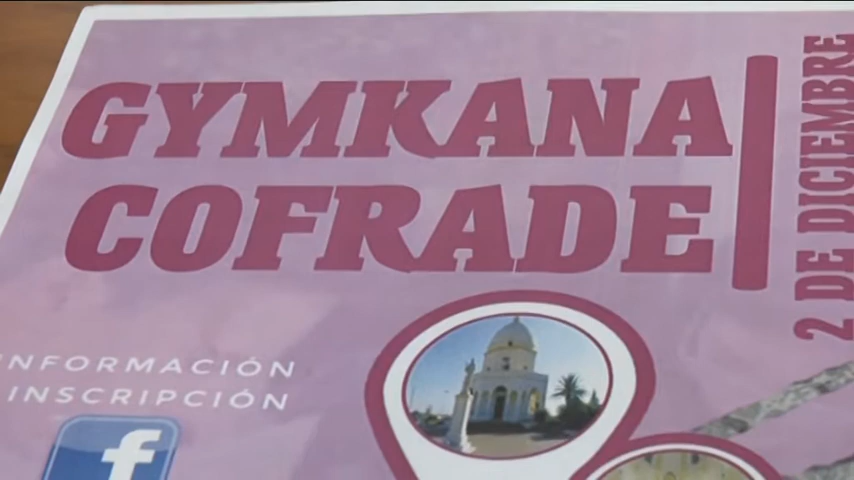 GYMKANA
COFRADE
2 DE DICIEMBRE
INFORMACIÓN
INSCRIPCIÓN
f